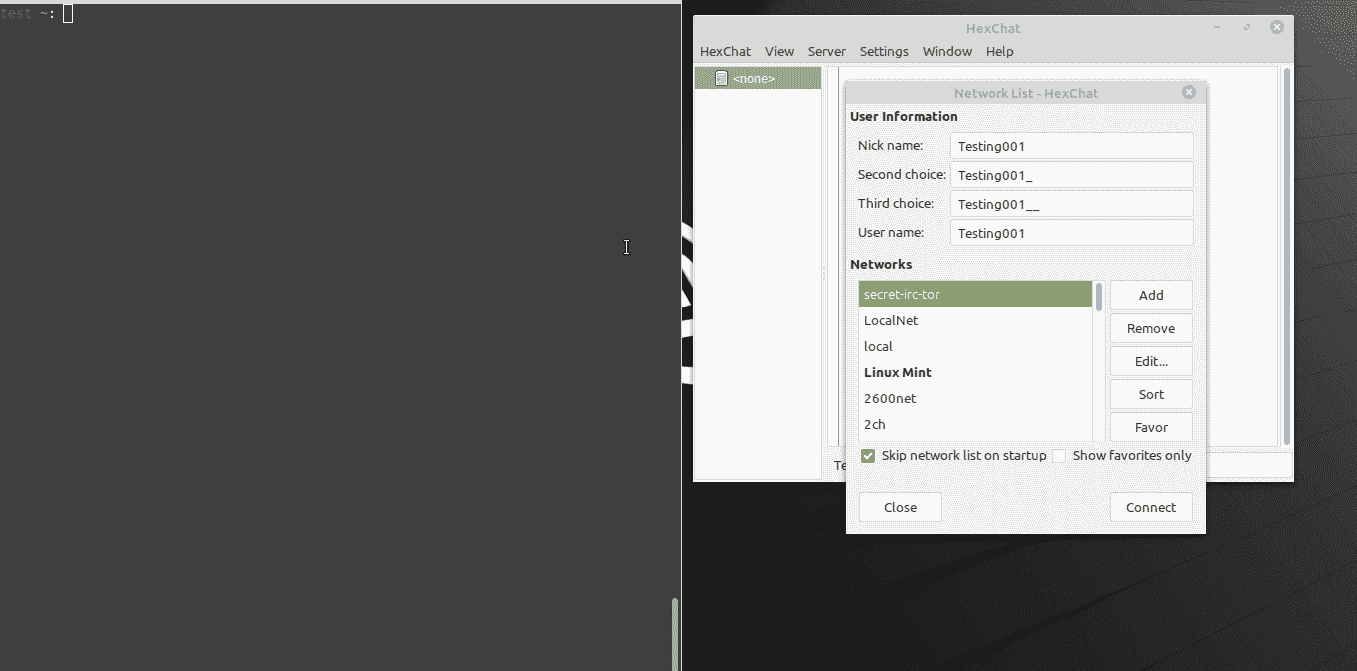 test ~:
HexChat
HexChat View Server Settings Window Help
<none>
Network List - HexChat
User Information
Nick name: Testing001
Second choice: Testing001_
Third choice: Testing001__
User name: Testing001
Networks
secret-irc-tor
LocalNet
local
Linux Mint
2600net
2ch
Add
Remove
Edit...
Sort
Favor
Skip network list on startup Show favorites only
Te
Close Connect